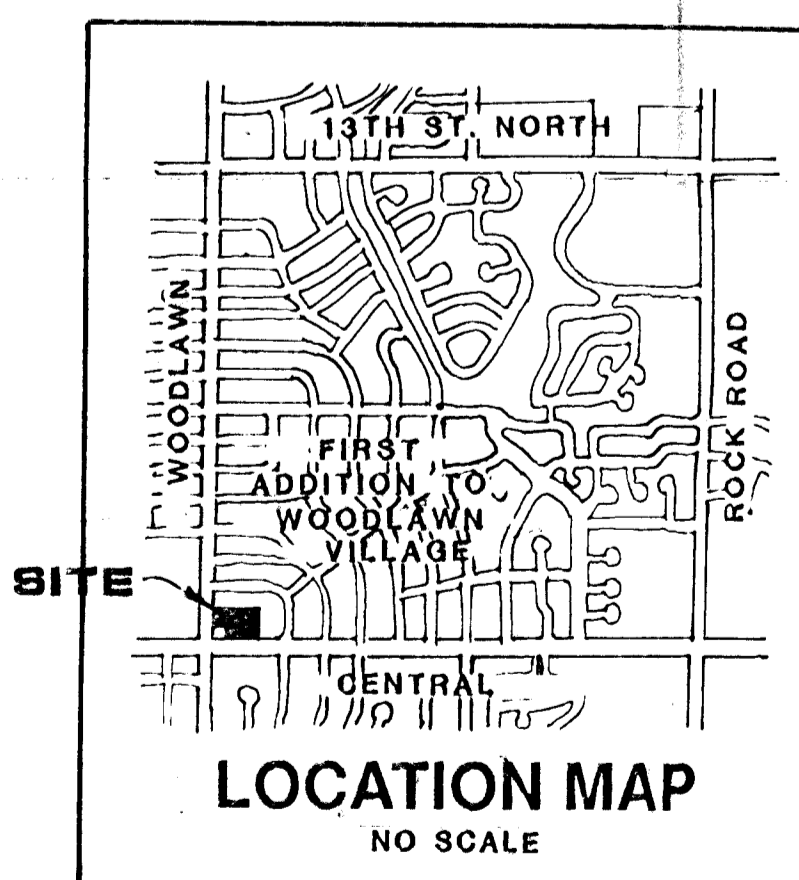 13TH ST. NORTH
WOODLAWN
ROCK ROAD
FIRST
ADDITION TO
WOODLAWN
VILLAGE
SITE
CENTRAL
LOCATION MAP
NO SCALE